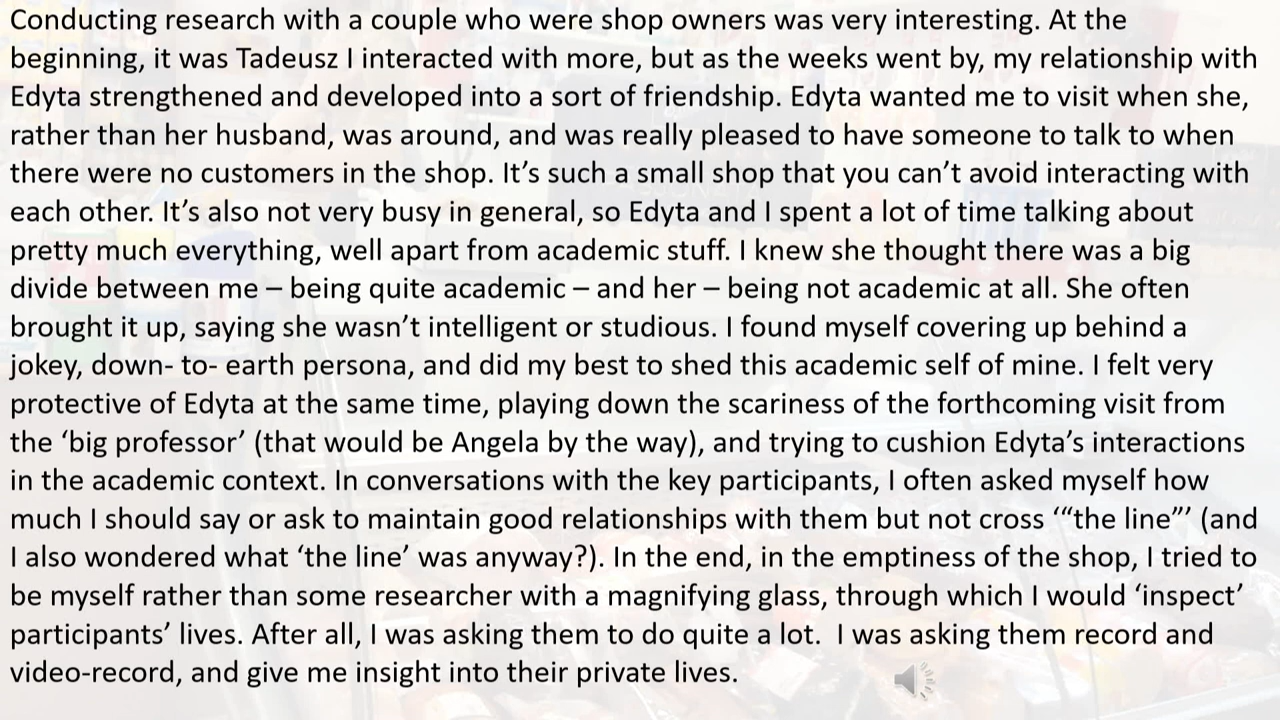 Conducting research with a couple who were shop owners was very interesting. At the
beginning, it was Tadeusz I interacted with more, but as the weeks went by, my relationship with
Edyta strengthened and developed into a sort of friendship. Edyta wanted me to visit when she,
rather than her husband, was around, and was really pleased to have someone to talk to when
there were no customers in the shop. It’s such a small shop that you can’t avoid interacting with
each other. It’s also not very busy in general, so Edyta and I spent a lot of time talking about
pretty much everything, well apart from academic stuff. I knew she thought there was a big
divide between me – being quite academic – and her – being not academic at all. She often
brought it up, saying she wasn’t intelligent or studious. I found myself covering up behind a
jokey, down- to- earth persona, and did my best to shed this academic self of mine. I felt very
protective of Edyta at the same time, playing down the scariness of the forthcoming visit from
the ‘big professor’ (that would be Angela by the way), and trying to cushion Edyta’s interactions
in the academic context. In conversations with the key participants, I often asked myself how
much I should say or ask to maintain good relationships with them but not cross ‘“the line”’ (and
I also wondered what ‘the line’ was anyway?). In the end, in the emptiness of the shop, I tried to
be myself rather than some researcher with a magnifying glass, through which I would ‘inspect’
participants’ lives. After all, I was asking them to do quite a lot.  I was asking them record and
video-record, and give me insight into their private lives.